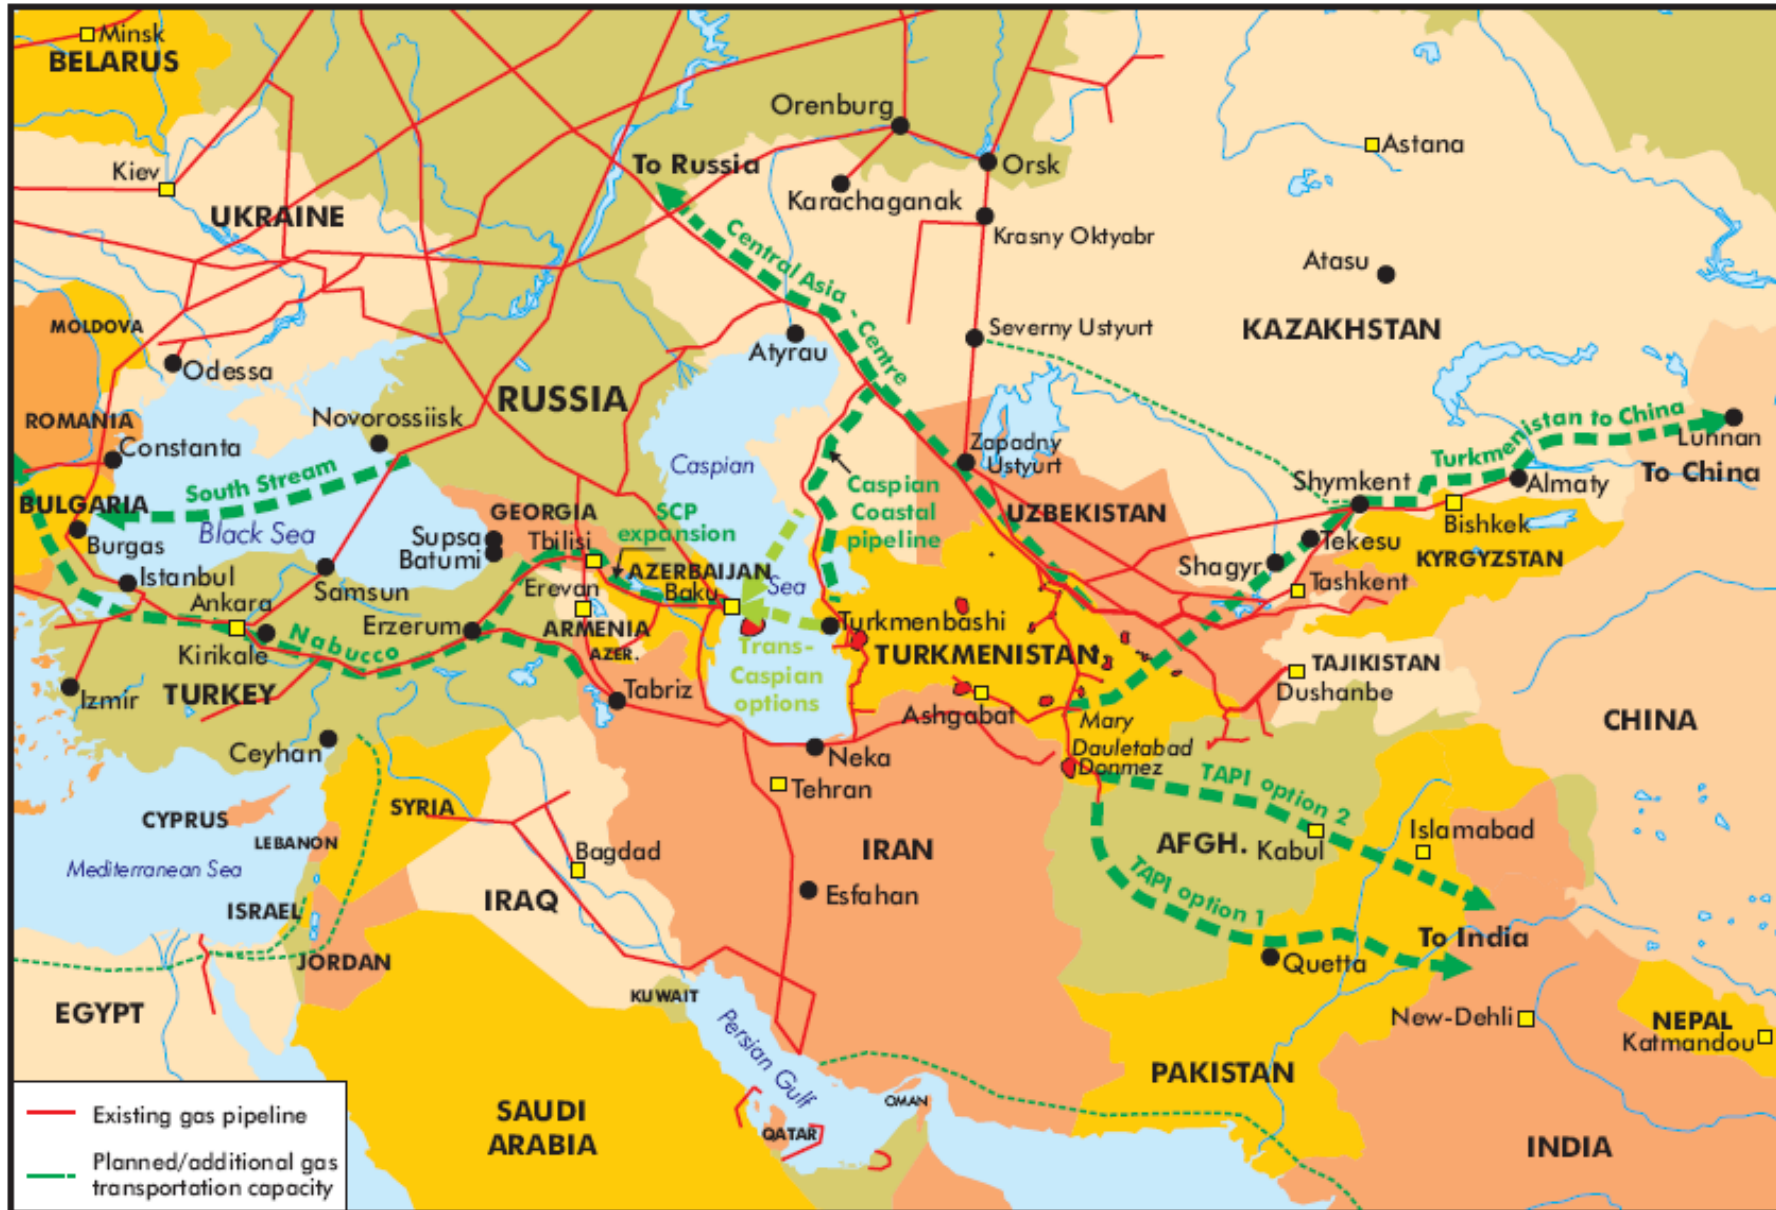 Minsk
BELARUS
Orenburg
Astana
Kiev
To Russia
Orsk
Karachaganak
UKRAINE
Krasny Oktyabr
Central Asia - Centre
Atasu
MOLDOVA
Severny Ustyurt
KAZAKHSTAN
Atyrau
Odessa
RUSSIA
ROMANIA
Novorossiisk
Constanta
Zapadny
Ustyurt
Turkmenistan to China
Lunnan
To China
Caspian
South Stream
Caspian
Coastal
pipeline
Shymkent
Almaty
BULGARIA
Burgas
Black Sea
GEORGIA
SCP
expansion
UZBEKISTAN
Bishkek
Supsa
Batumi
Tbilisi
Tekesu
KYRGYZSTAN
Shagyr
Istanbul
Samsun
AZERBAIJAN
Erevan
Baku
Sea
Tashkent
Ankara
Erzerum
ARMENIA
Turkmenbashi
Kirikale
Nabucco
AZER.
Trans-
Caspian
options
TURKMENISTAN
TAJIKISTAN
Dushanbe
Izmir
TURKEY
Tabriz
Ashgabat
Mary
CHINA
Ceyhan
Neka
Dauletabad
Donmez
Tehran
TAPI option 2
SYRIA
CYPRUS
LEBANON
Bagdad
IRAN
AFGH.
Kabul
Islamabad
Mediterranean Sea
IRAQ
Esfahan
TAPI option 1
ISRAEL
To India
JORDAN
Quetta
KUWAIT
EGYPT
Persian Gulf
New-Dehli
NEPAL
Katmandou
PAKISTAN
OMAN
SAUDI
ARABIA
QATAR
INDIA
Existing gas pipeline
Planned/additional gas
transportation capacity